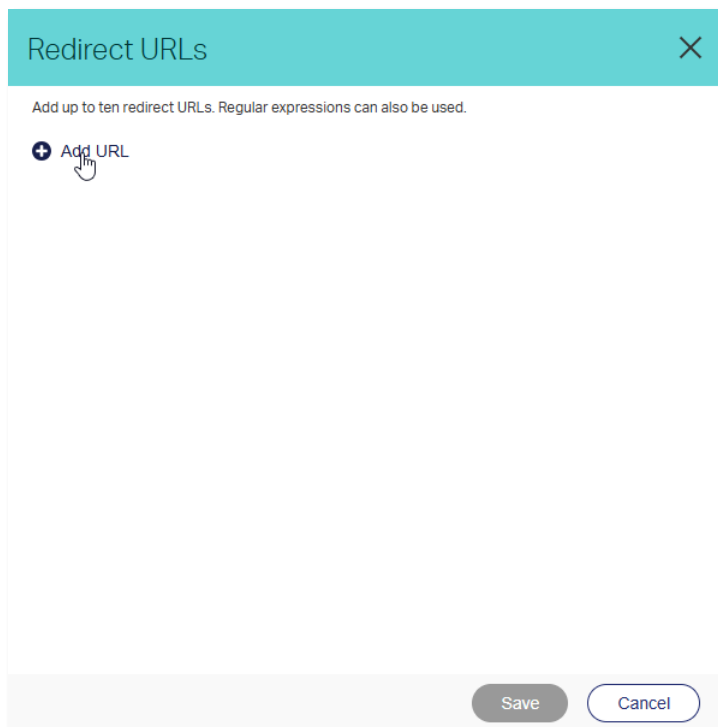 Redirect URLs
Add up to ten redirect URLs. Regular expressions can also be used.
Add URL
Save
Cancel